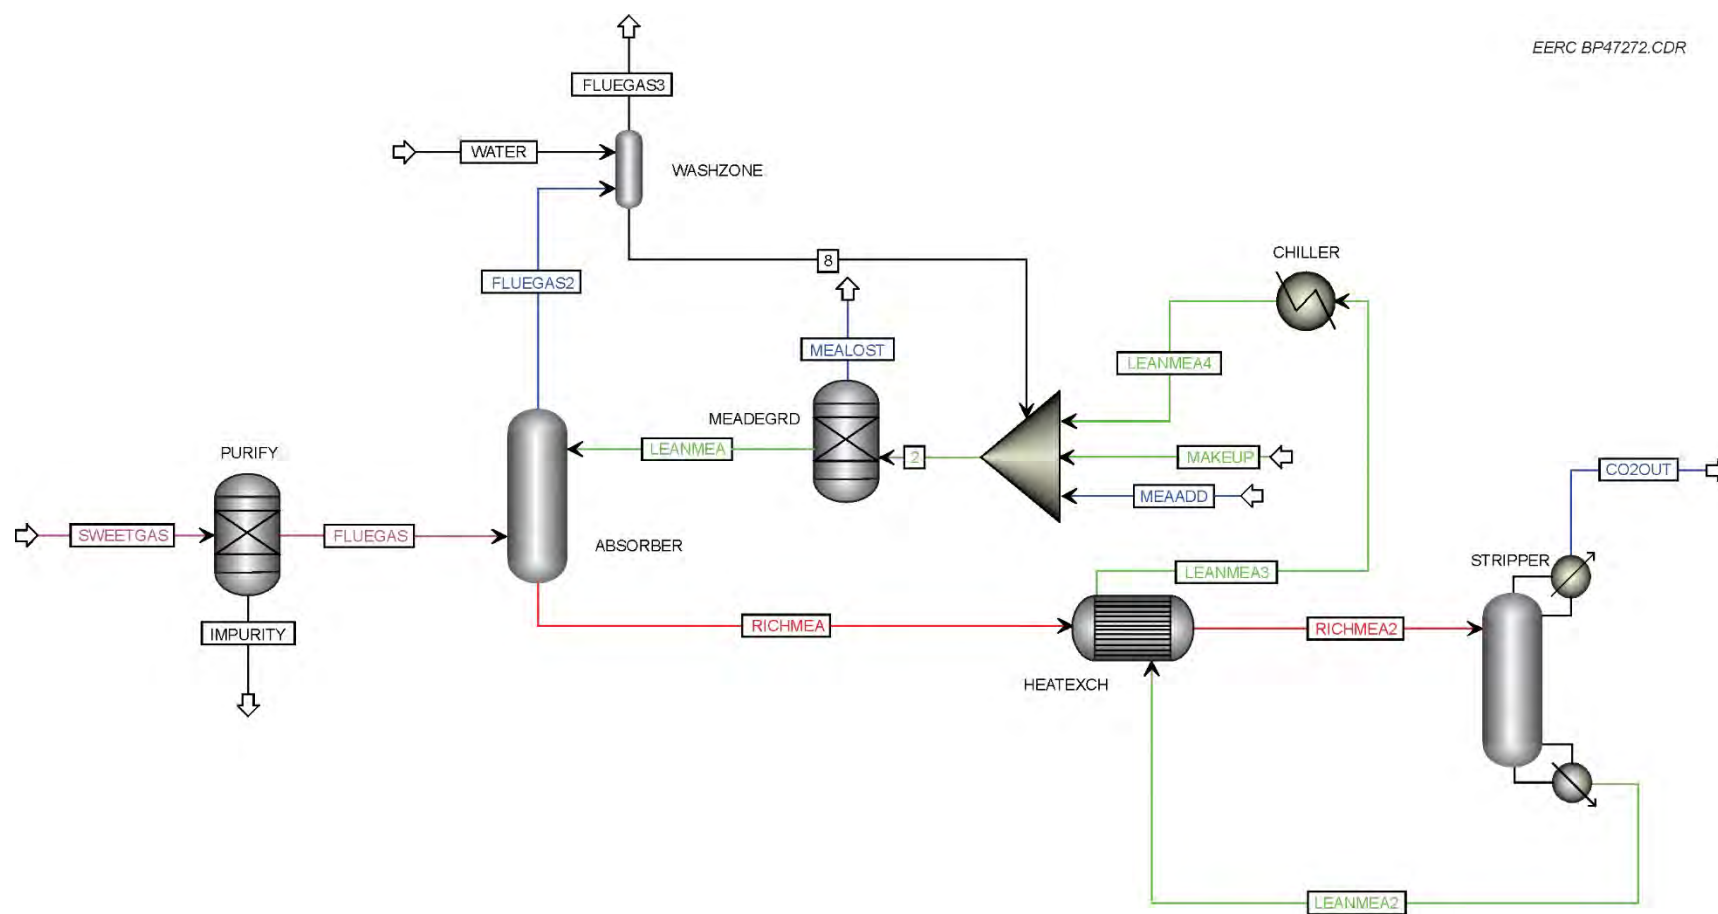 EERC BP47272.CDR
FLUEGAS3
WATER
WASHZONE
CHILLER
8
FLUEGAS2
MEALOST
LEANMEA4
MEADEGRD
PURIFY
LEANMEA
2
MAKEUP
CO2OUT
MEAADD
SWEETGAS
FLUEGAS
ABSORBER
STRIPPER
LEANMEA3
IMPURITY
RICHMEA
RICHMEA2
HEATEXCH
LEANMEA2